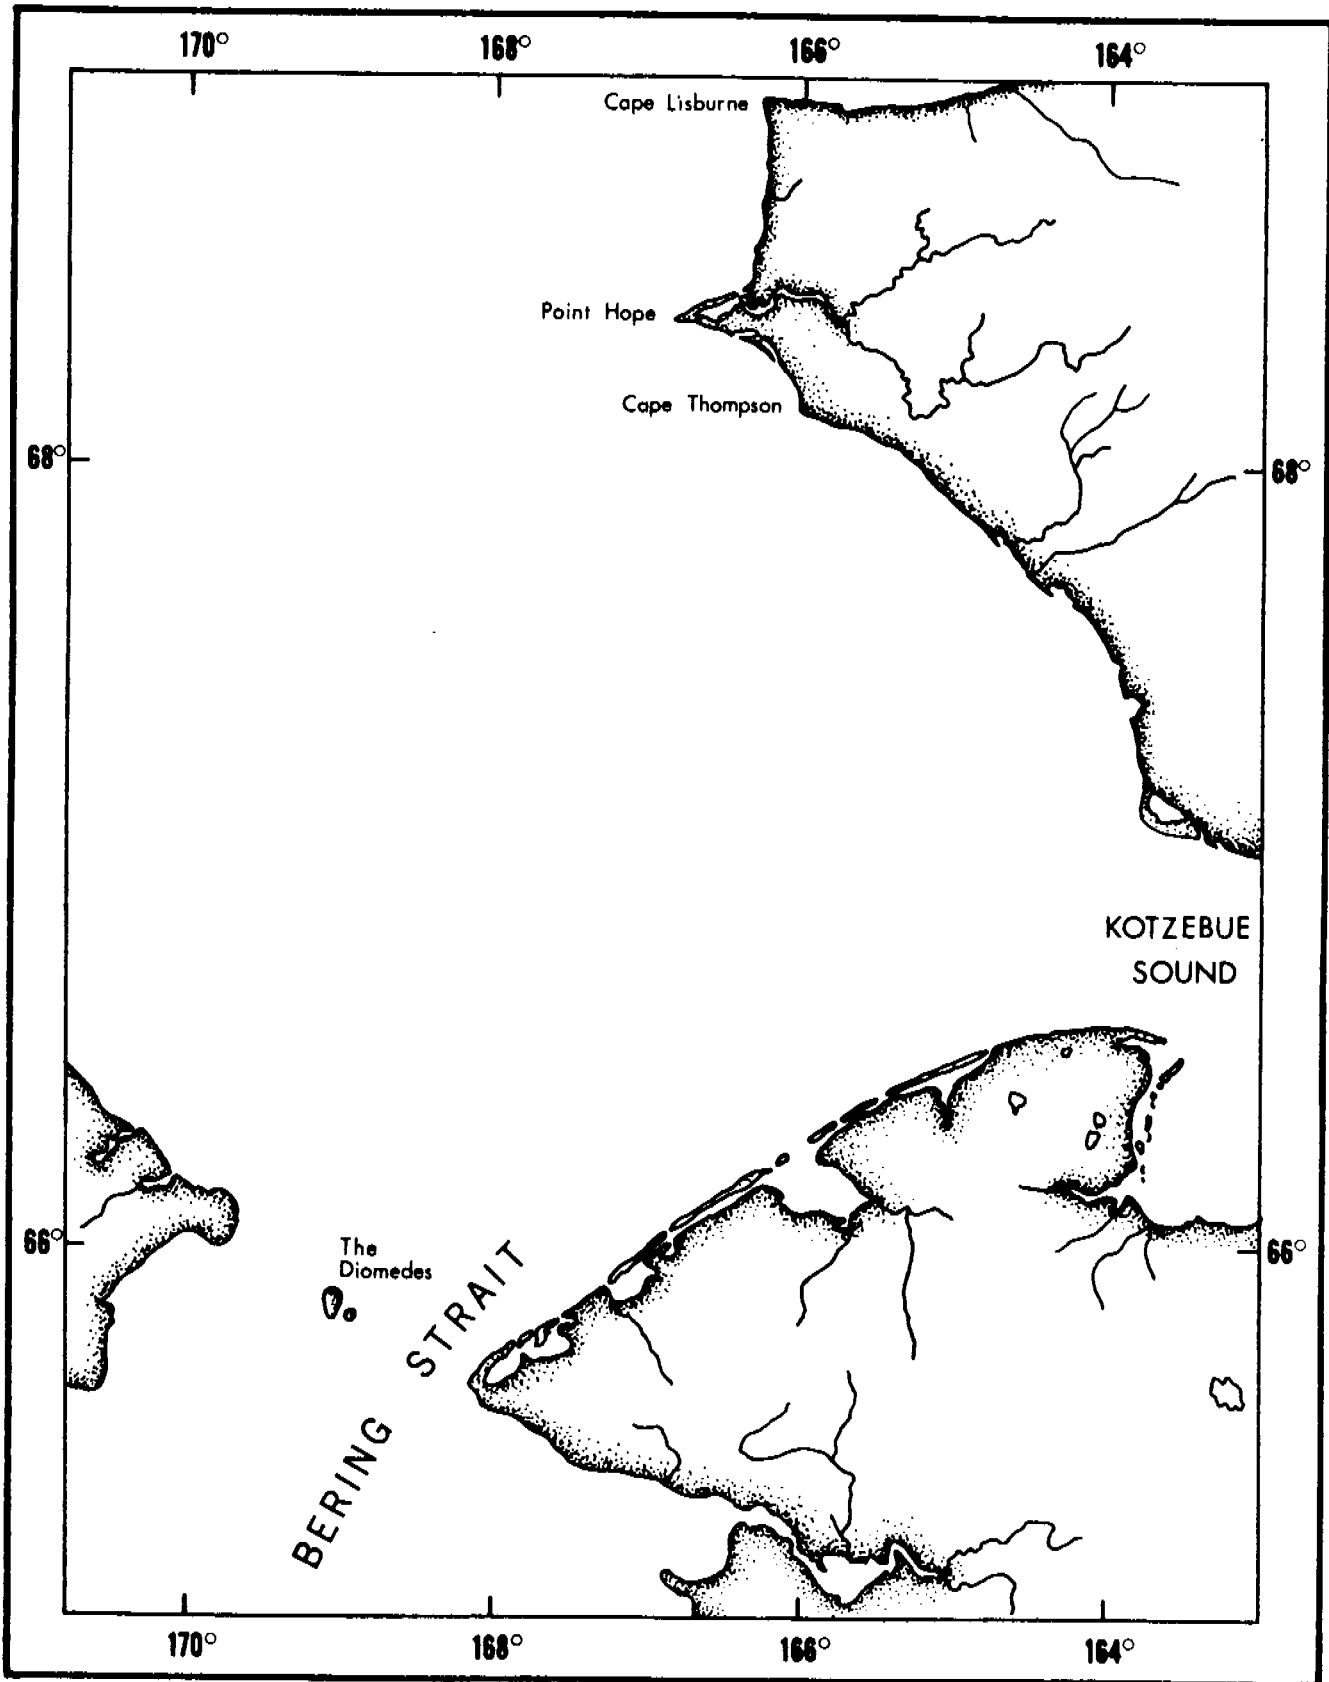 170° 168° 166° 164°
Cape Lisburne
Point Hope
Cape Thompson
68° 68°
KOTZEBUE
SOUND
66° 66°
The
Diomedes
BERING STRAIT
170° 168° 166° 164°